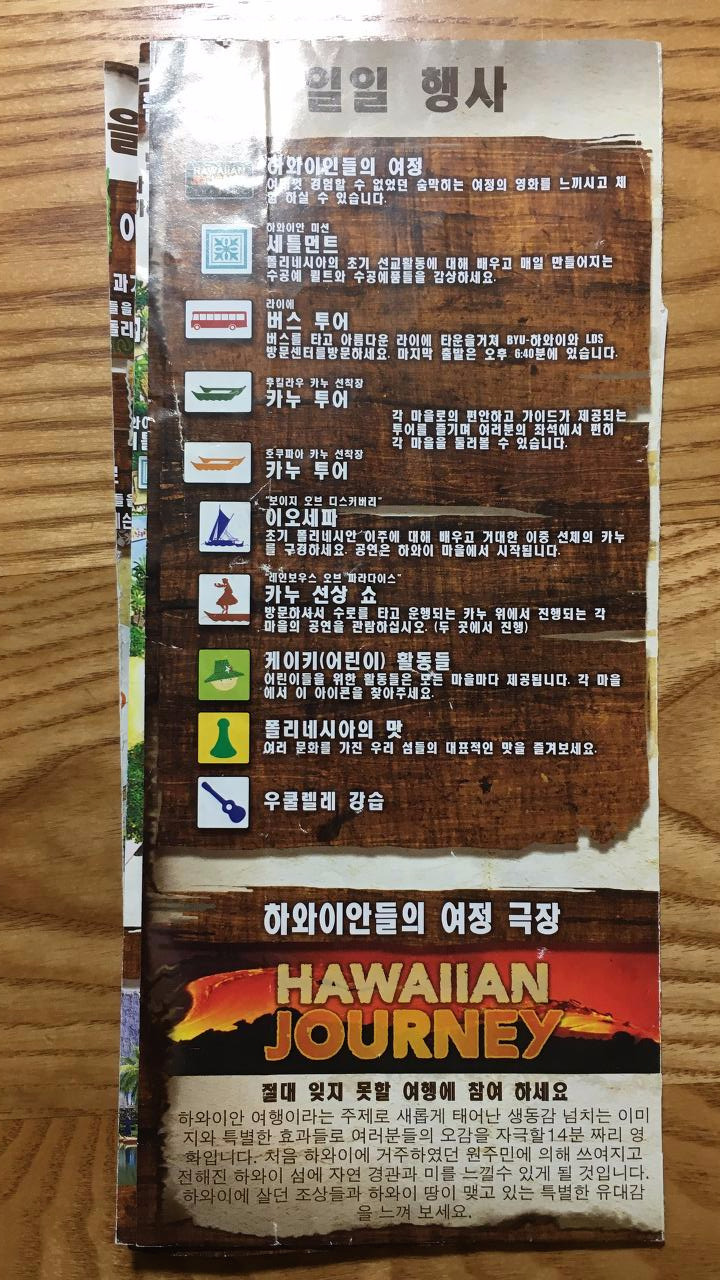 일일 행사
HAWAIIAN
하와이인들의 여정
경험할 수 없었던 숨막히는 여정의 영화를 느끼시고 체
하실 수 있습니다.
하와이안 미션
세틀먼트
폴리네시아의 초기 선교활동에 대해 배우고 매일 만들어지는
수공예 퀼트와 수공예품들을 감상하세요.
라이에
버스 투어
버스를 타고 아름다운 라이에 타운을거쳐 BYU-하와이와 LDS
방문센터를방문하세요. 마지막 출발은 오후 6:40분에 있습니다.
후킬라우 카누 선착장
카누 투어
각 마을로의 편안하고 가이드가 제공되는
투어를 즐기며 여러분의 좌석에서 편히
각 마을을 둘러볼 수 있습니다.
호쿠파아 카누 선착장
카누 투어
"보이지 오브 디스커버리"
이오세파
초기 폴리네시안 이주에 대해 배우고 거대한 이중 선체의 카누
를 구경하세요. 공연은 하와이 마을에서 시작됩니다.
"레인보우스 오브 파라다이스"
카누 선상 쇼
방문하셔서 수로를 타고 운행되는 카누 위에서 진행되는 각
마을의 공연을 관람하십시오. (두 곳에서 진행)
케이키(어린이) 활동들
어린이들을 위한 활동들은 모든 마을마다 제공됩니다. 각 마을
에서 이 아이콘을 찾아주세요.
폴리네시아의 맛
여러 문화를 가진 우리 섬들의 대표적인 맛을 즐겨보세요.
우쿨렐레 강습
하와이안들의 여정 극장
HAWAIIAN
JOURNEY
절대 잊지 못할 여행에 참여 하세요
하와이안 여행이라는 주제로 새롭게 태어난 생동감 넘치는 이미
지와 특별한 효과들로 여러분들의 오감을 자극할14분 짜리 영
화입니다. 처음 하와이에 거주하였던 원주민에 의해 쓰여지고
전해진 하와이 섬에 자연 경관과 미를 느낄수 있게 될 것입니다.
하와이에 살던 조상들과 하와이 땅이 맺고 있는 특별한 유대감
을 느껴 보세요.